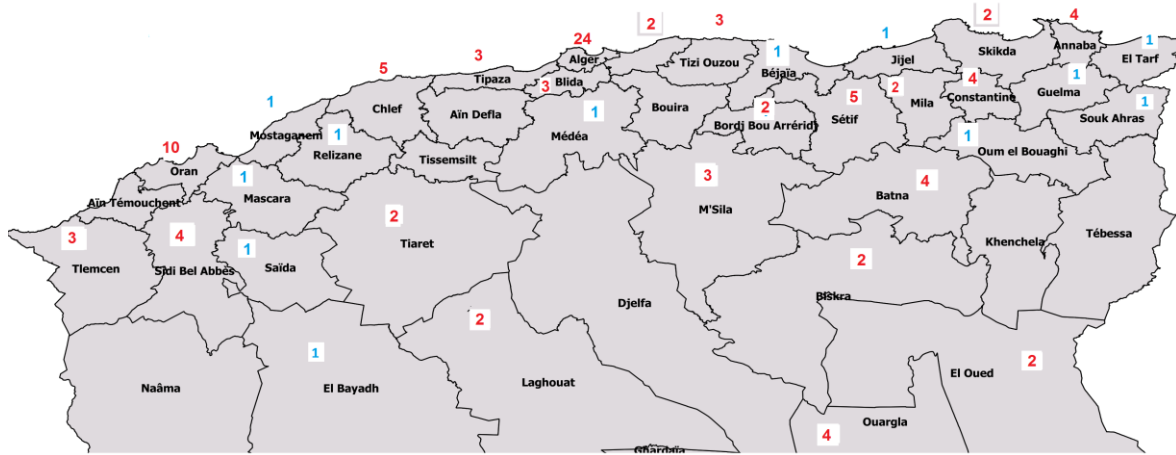 2
3
2
4
24
1
1
1
3
Alger
Tizi Ouzou
Béjaïa
Jijel
Skikda
Annaba
El Tarf
5
Tipaza
3
Blida
4
1
1
Chlef
Aïn Defla
1
Bouira
2
5
2
Mila
Constantine
Guelma
1
Mostaganem
1
Relizane
Médéa
Bordj Bou Arréridj
Sétif
Souk Ahras
10
Oran
Tissemsilt
1
Oum el Bouaghi
1
Mascara
3
4
Aïn Témouchent
M'Sila
Batna
3
4
1
2
Tlemcen
Sidi Bel Abbès
Saïda
Tiaret
2
Khenchela
Tébessa
2
Djelfa
Biskra
1
2
Naâma
El Bayadh
Laghouat
El Oued
4
Ouargla
Ghardaïa